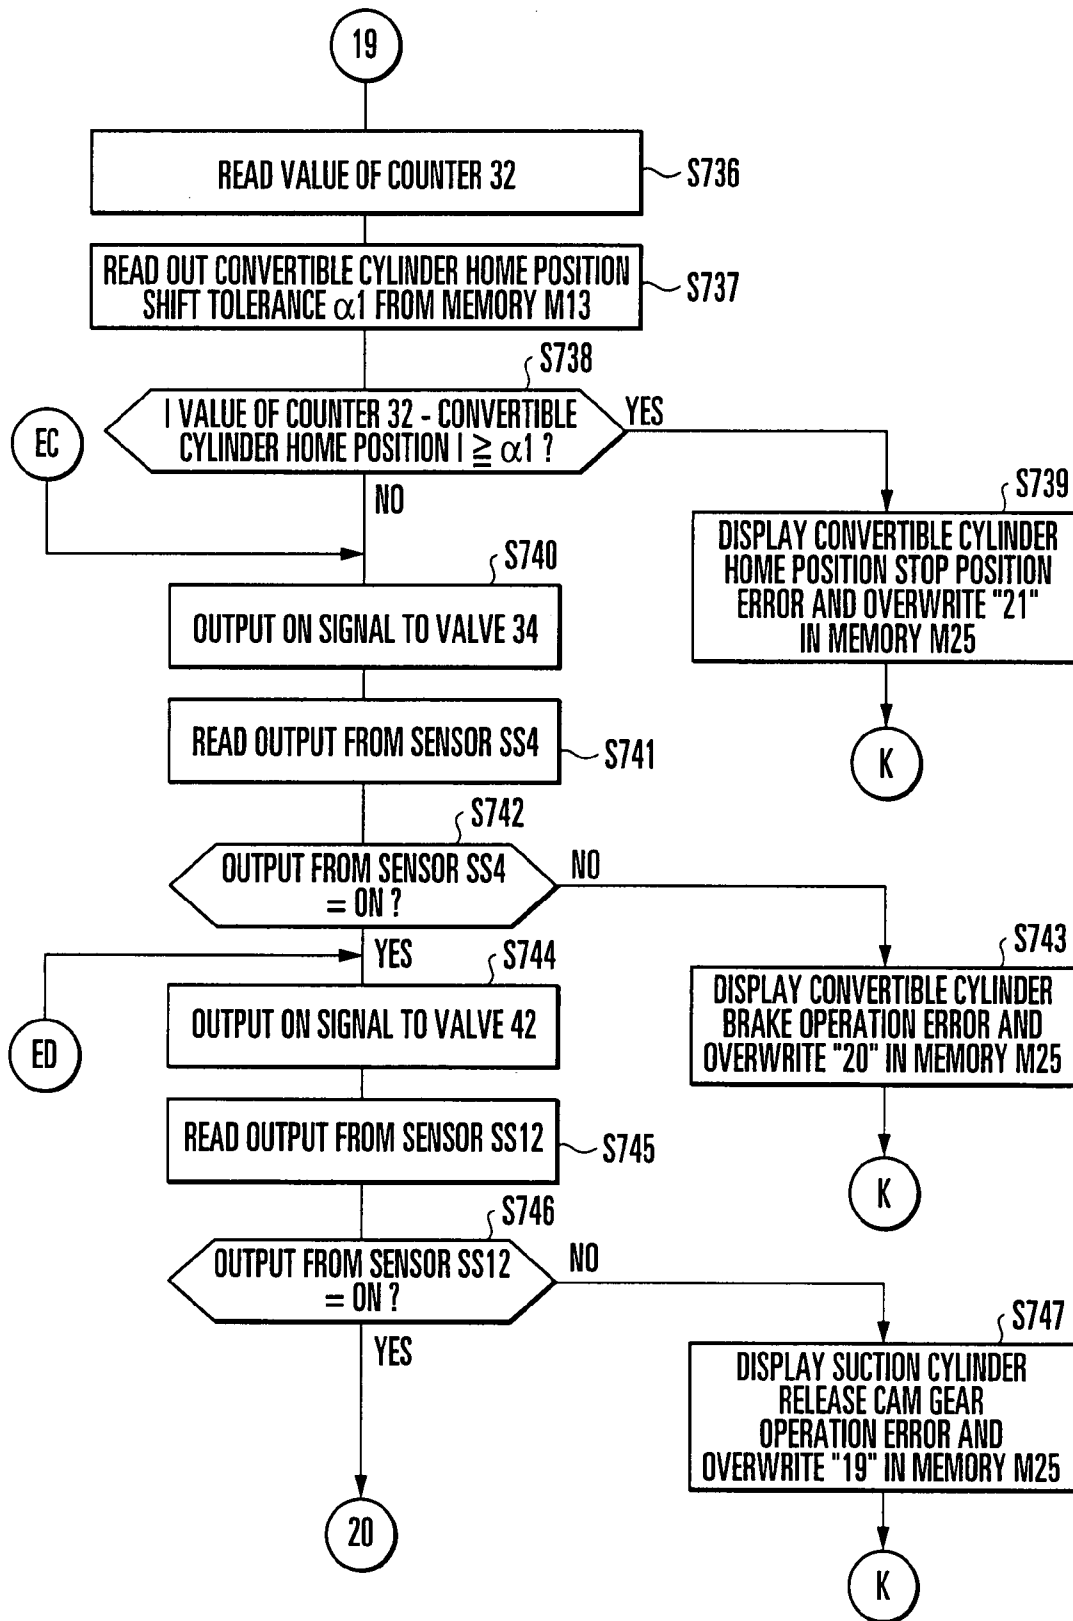 19
READ VALUE OF COUNTER 32
S736
READ OUT CONVERTIBLE CYLINDER HOME POSITION
SHIFT TOLERANCE α1 FROM MEMORY M13
S737
S738
| VALUE OF COUNTER 32 - CONVERTIBLE
CYLINDER HOME POSITION | ≧ α1 ?
YES
NO
EC
S739
DISPLAY CONVERTIBLE CYLINDER
HOME POSITION STOP POSITION
ERROR AND OVERWRITE "21"
IN MEMORY M25
K
S740
OUTPUT ON SIGNAL TO VALVE 34
READ OUTPUT FROM SENSOR SS4
S741
S742
OUTPUT FROM SENSOR SS4
= ON ?
NO
YES
S743
DISPLAY CONVERTIBLE CYLINDER
BRAKE OPERATION ERROR AND
OVERWRITE "20" IN MEMORY M25
K
ED
S744
OUTPUT ON SIGNAL TO VALVE 42
READ OUTPUT FROM SENSOR SS12
S745
S746
OUTPUT FROM SENSOR SS12
= ON ?
NO
YES
S747
DISPLAY SUCTION CYLINDER
RELEASE CAM GEAR
OPERATION ERROR AND
OVERWRITE "19" IN MEMORY M25
K
20